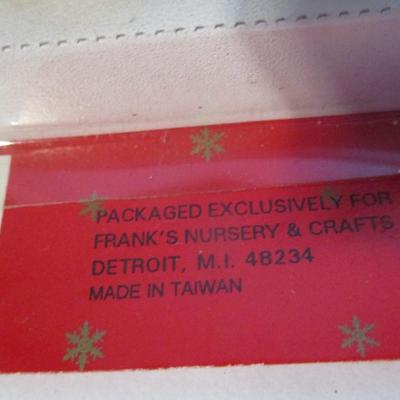 PACKAGED EXCLUSIVELY FOR
FRANK'S NURSERY & CRAFTS
DETROIT, M.I. 48234
MADE IN TAIWAN